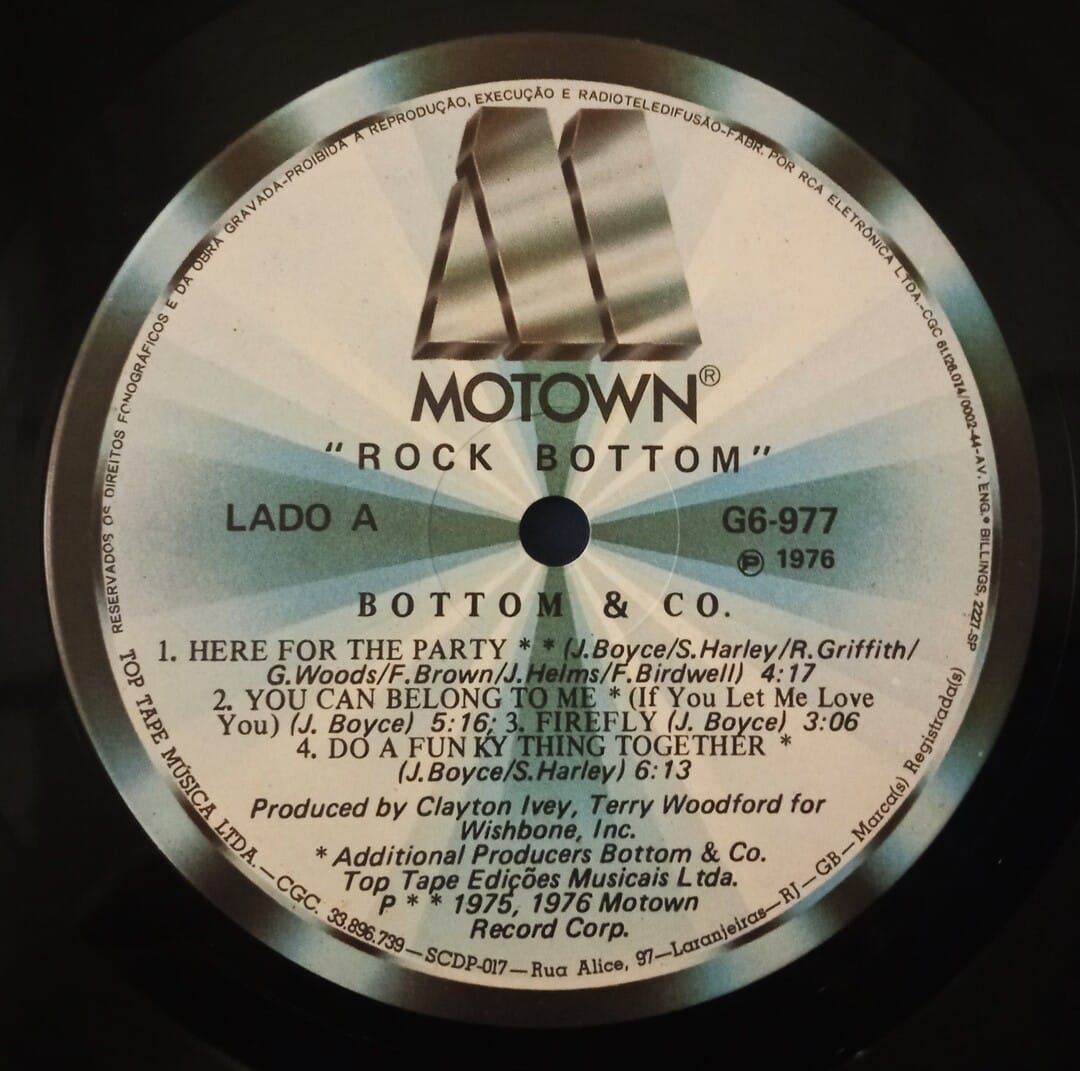 RESERVADOS OS DIREITOS FONOGRÁFICOS E DA OBRA GRAVADA-PROIBIDA A REPRODUÇÃO, EXECUÇÃO E RADIOTELEDIFUSÃO-FABR. POR RCA ELETRÔNICA LTDA.-CGC 61.126.074/0002-44-AV. ENG.º BILLINGS, 2227-SP
MOTOWN®
"ROCK BOTTOM"
LADO A
G6-977
Ⓟ 1976
BOTTOM & CO.
1. HERE FOR THE PARTY * * (J.Boyce/S.Harley/R.Griffith/
G.Woods/F.Brown/J.Helms/F.Birdwell) 4:17
2. YOU CAN BELONG TO ME * (If You Let Me Love
You) (J. Boyce) 5:16; 3. FIREFLY (J. Boyce) 3:06
4. DO A FUNKY THING TOGETHER *
(J.Boyce/S.Harley) 6:13
Produced by Clayton Ivey, Terry Woodford for
Wishbone, Inc.
* Additional Producers Bottom & Co.
Top Tape Edições Musicais Ltda.
P * * 1975, 1976 Motown
Record Corp.
TOP TAPE MÚSICA LTDA. — CGC. 33.896.739 — SCDP-017 — Rua Alice, 97 — Laranjeiras — RJ — GB — Marca(s) Registrada(s)